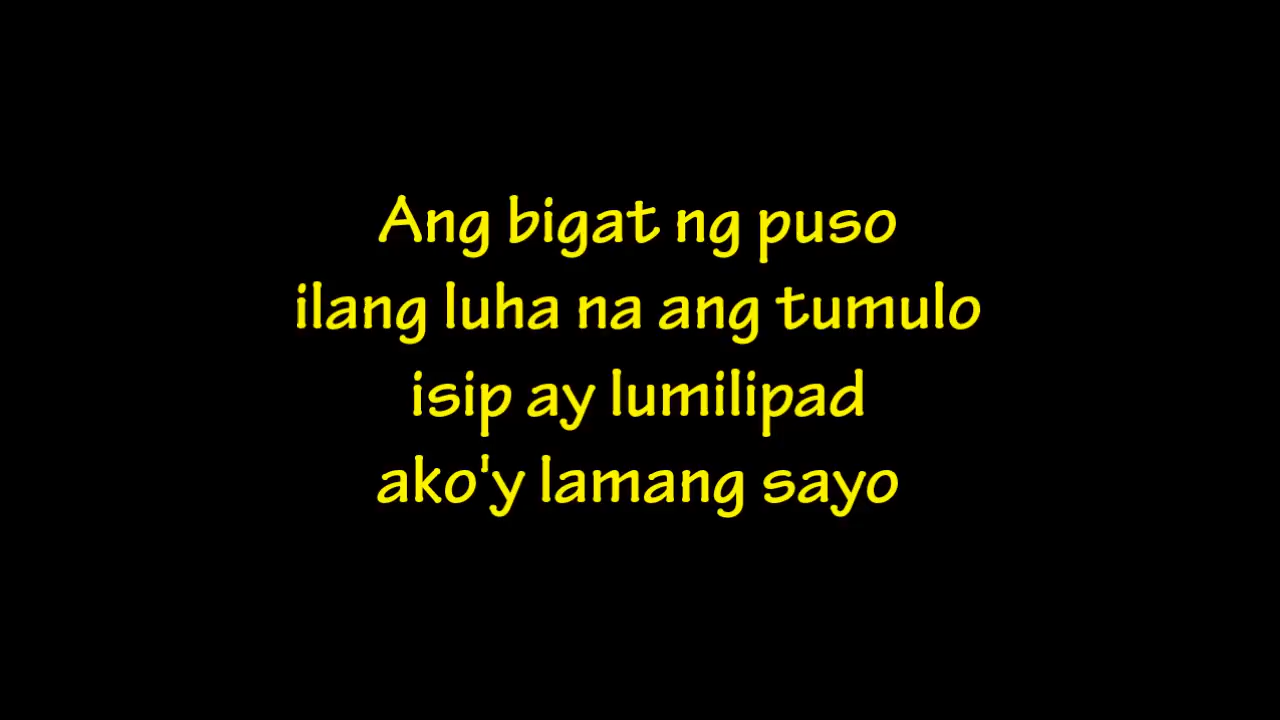 Ang bigat ng puso
ilang luha na ang tumulo
isip ay lumilipad
ako'y lamang sayo